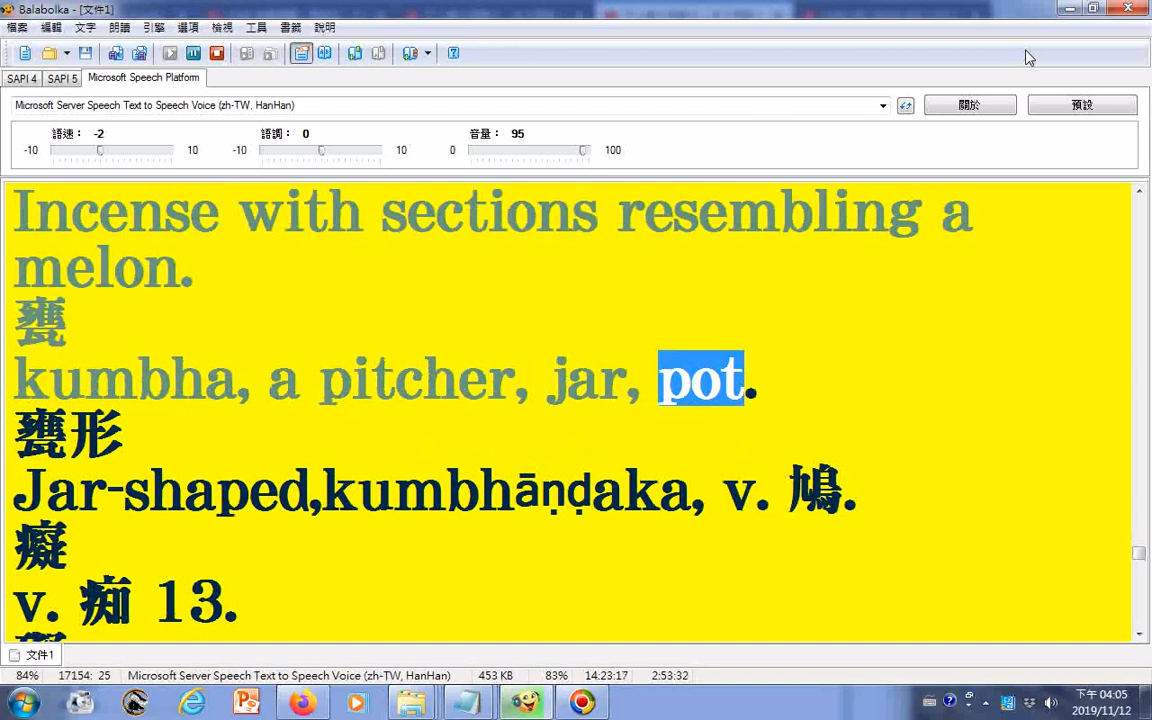 Balabolka - [文件1]
檔案 編輯 文字 朗讀 引擎 選項 檢視 工具 書籤 說明
SAPI 4 SAPI 5 Microsoft Speech Platform
Microsoft Server Speech Text to Speech Voice (zh-TW, HanHan) 關於 預設
語速： -2 語調： 0 音量： 95
-10 10 -10 10 0 100
Incense with sections resembling a
melon.
甕
kumbha, a pitcher, jar, pot.
甕形
Jar-shaped,kumbhāṇḍaka, v. 鳩.
癡
v. 痴 13.
文件1
84% 17154: 25 Microsoft Server Speech Text to Speech Voice (zh-TW, HanHan) 453 KB 83% 14:23:17 2:53:32
下午 04:05
2019/11/12